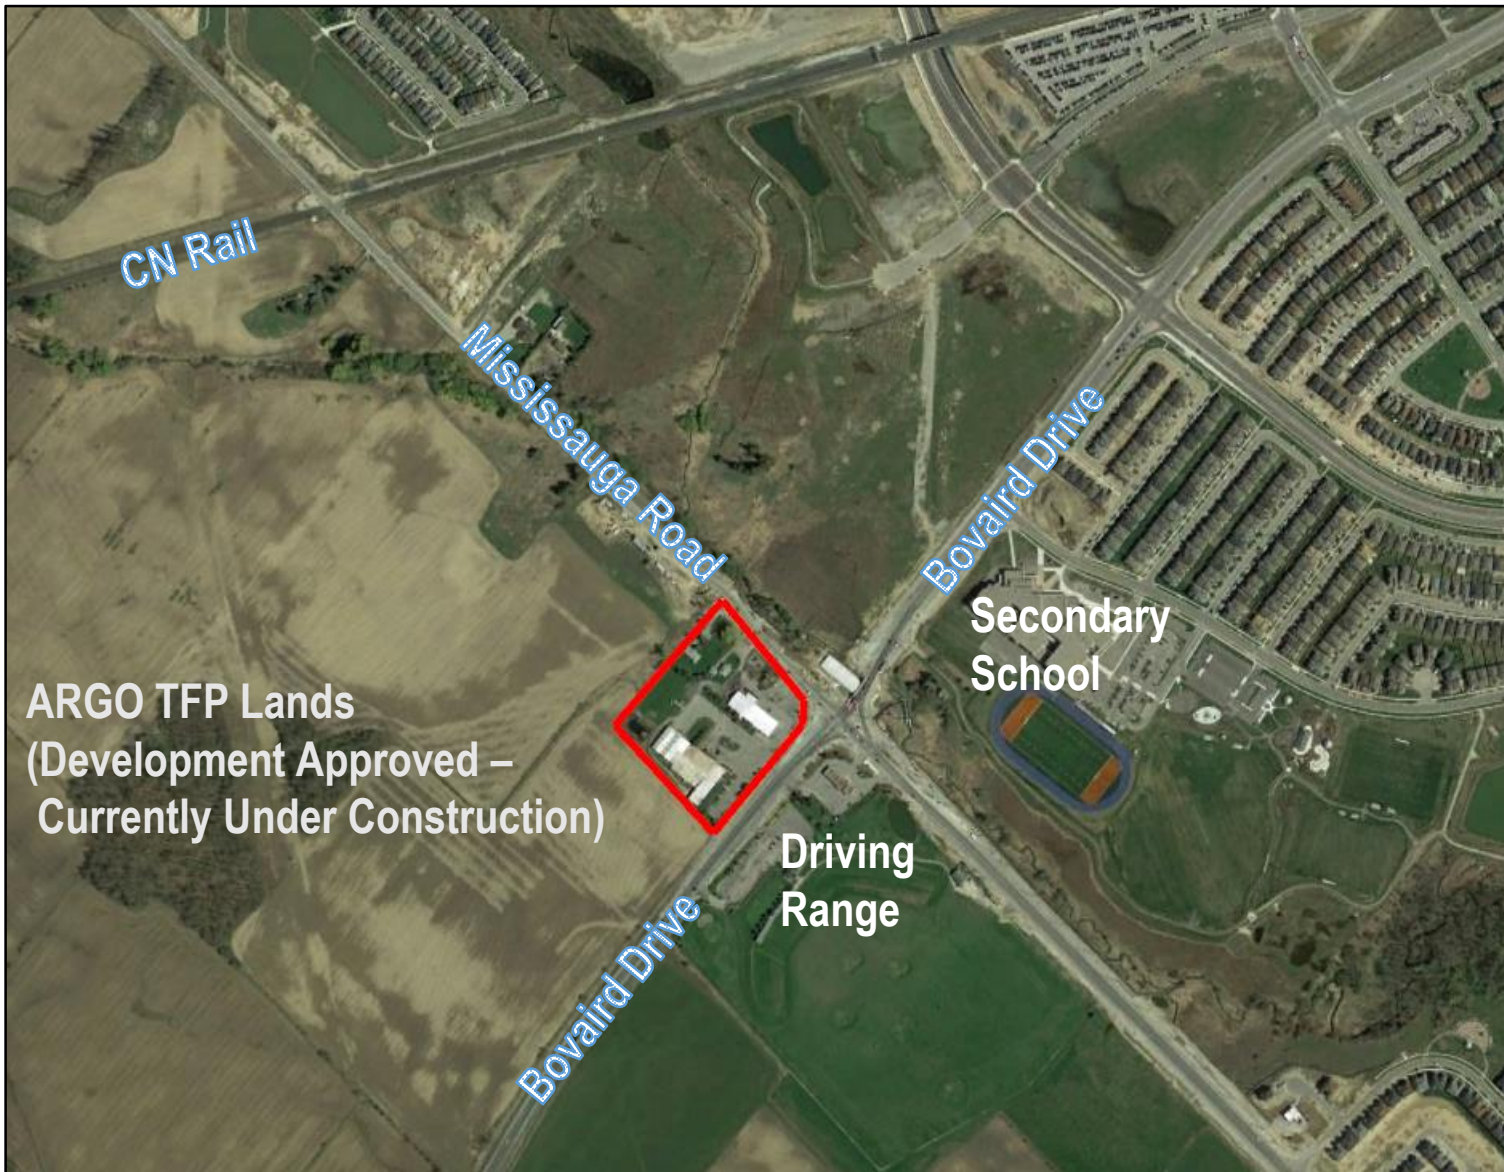 CN Rail
Mississauga Road
Bovaird Drive
Secondary
School
ARGO TFP Lands
(Development Approved –
Currently Under Construction)
Driving
Range
Bovaird Drive